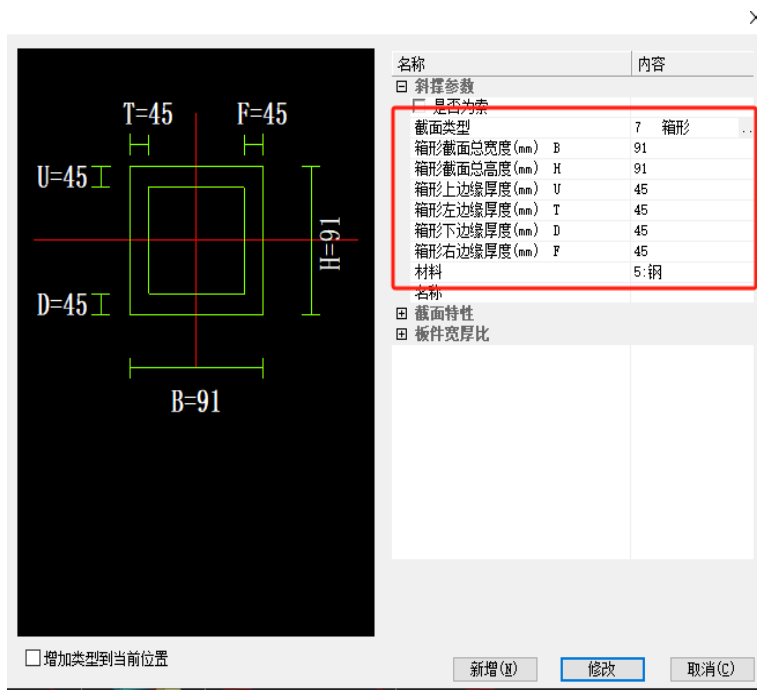 T=45 F=45
U=45
H=91
D=45
B=91
名称 内容
斜撑参数
是否为索
截面类型 7 箱形 ..
箱形截面总宽度(mm) B 91
箱形截面总高度(mm) H 91
箱形上边缘厚度(mm) U 45
箱形左边缘厚度(mm) T 45
箱形下边缘厚度(mm) D 45
箱形右边缘厚度(mm) F 45
材料 5:钢
名称
截面特性
板件宽厚比
增加类型到当前位置
新增(N) 修改 取消(C)